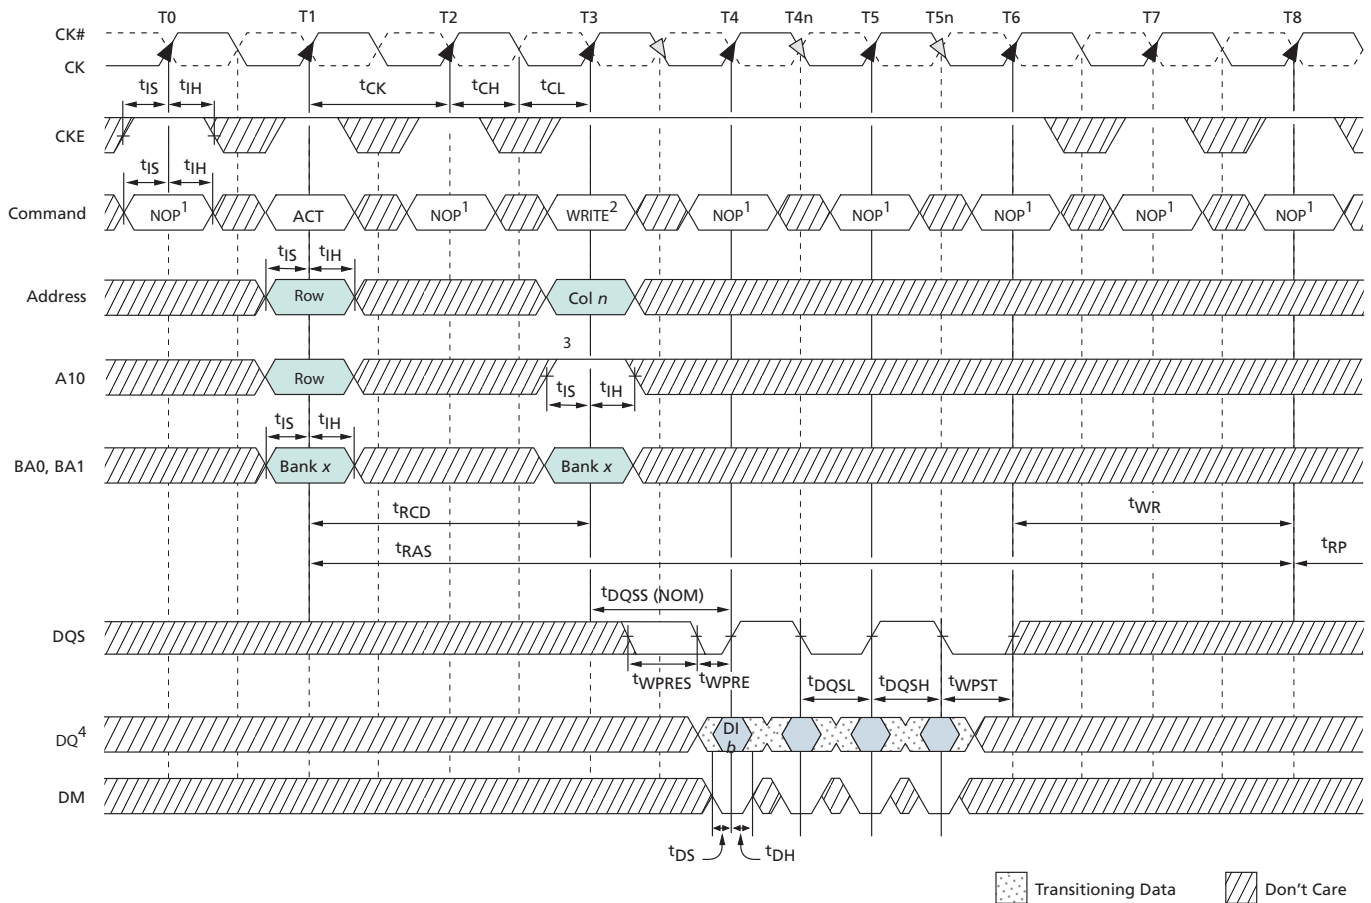 T0 T1 T2 T3 T4 T4n T5 T5n T6 T7 T8
CK#
CK
tIS tIH tCK tCH tCL
CKE
tIS tIH
Command NOP1 ACT NOP1 WRITE2 NOP1 NOP1 NOP1 NOP1 NOP1
tIS tIH
Address Row Col n
3
A10 Row
tIS tIH
tIS tIH
BA0, BA1 Bank x Bank x
tRCD tWR
tRAS tRP
tDQSS (NOM)
DQS
tWPRES tWPRE tDQSL tDQSH tWPST
DQ4 DI
b
DM
tDS tDH
Transitioning Data Don't Care